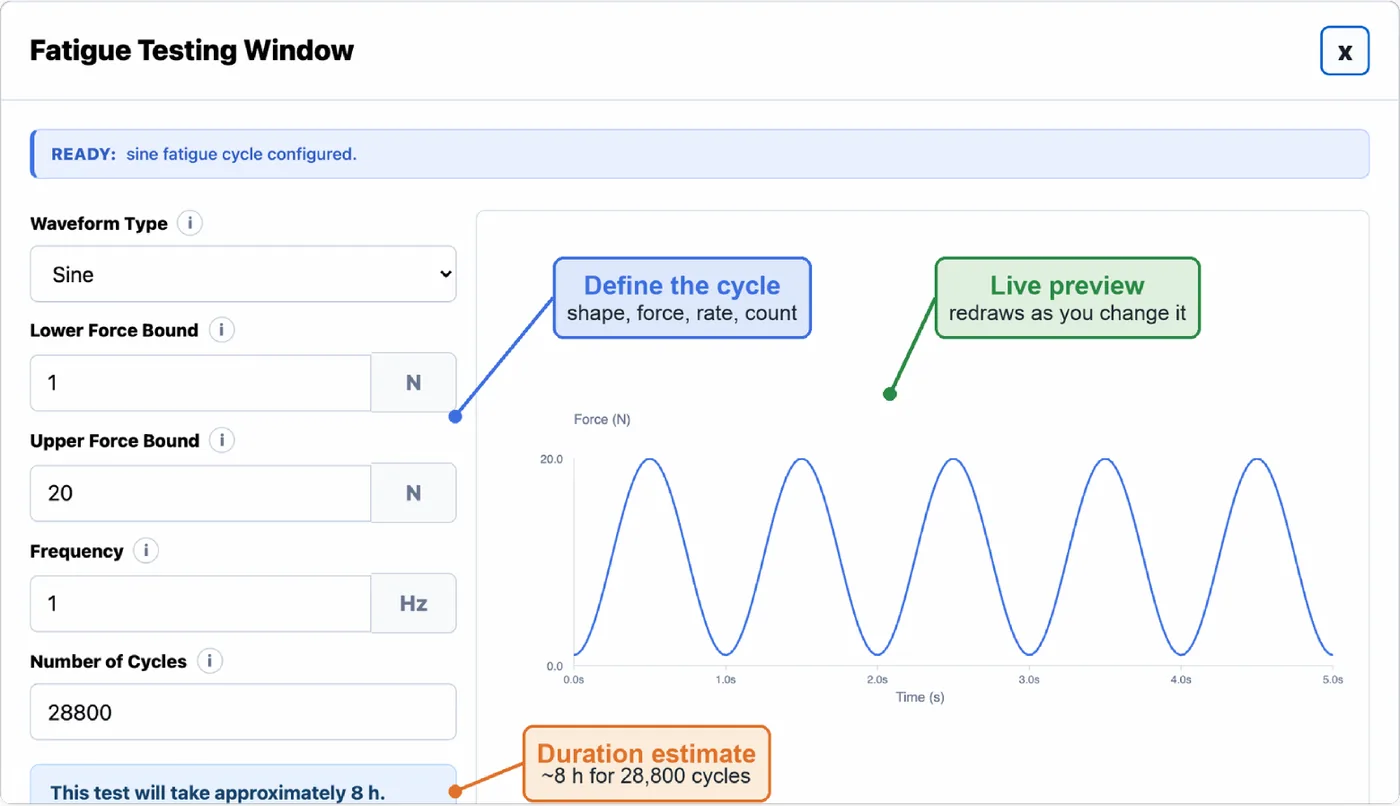 Fatigue Testing Window
X
READY: sine fatigue cycle configured.
Waveform Type i
Sine
Lower Force Bound i
1 N
Upper Force Bound i
20 N
Frequency i
1 Hz
Number of Cycles i
28800
This test will take approximately 8 h.
Define the cycle
shape, force, rate, count
Live preview
redraws as you change it
Force (N)
20.0
0.0
0.0s 1.0s 2.0s 3.0s 4.0s 5.0s
Time (s)
Duration estimate
~8 h for 28,800 cycles